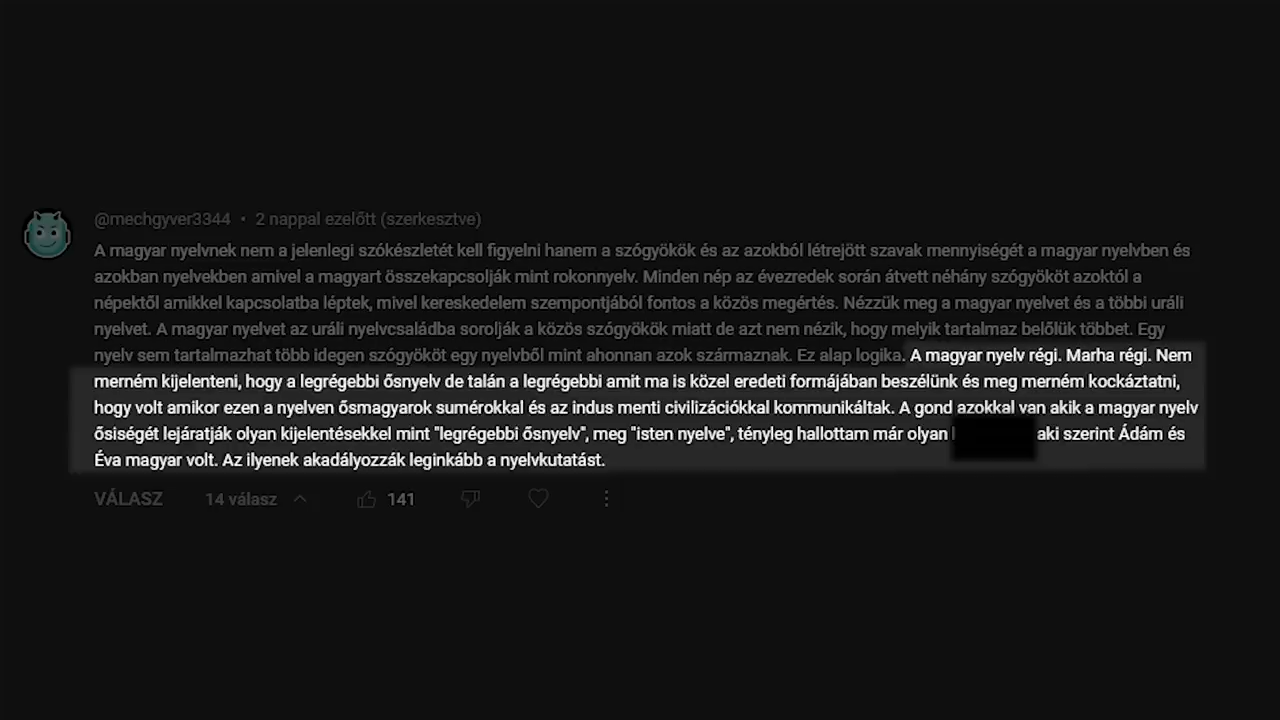 @mechgyver3344 • 2 nappal ezelőtt (szerkesztve)
A magyar nyelvnek nem a jelenlegi szókészletét kell figyelni hanem a szógyökök és az azokból létrejött szavak mennyiségét a magyar nyelvben és
azokban nyelvekben amivel a magyart összekapcsolják mint rokonnyelv. Minden nép az évezredek során átvett néhány szógyököt azoktól a
népektől amikkel kapcsolatba léptek, mivel kereskedelem szempontjából fontos a közös megértés. Nézzük meg a magyar nyelvet és a többi uráli
nyelvet. A magyar nyelvet az uráli nyelvcsaládba sorolják a közös szógyökök miatt de azt nem nézik, hogy melyik tartalmaz belőlük többet. Egy
nyelv sem tartalmazhat több idegen szógyököt egy nyelvből mint ahonnan azok származnak. Ez alap logika. A magyar nyelv régi. Marha régi. Nem
merném kijelenteni, hogy a legrégebbi ősnyelv de talán a legrégebbi amit ma is közel eredeti formájában beszélünk és meg merném kockáztatni,
hogy volt amikor ezen a nyelven ősmagyarok sumérokkal és az indus menti civilizációkkal kommunikáltak. A gond azokkal van akik a magyar nyelv
ősiségét lejáratják olyan kijelentésekkel mint "legrégebbi ősnyelv", meg "isten nyelve", tényleg hallottam már olyan aki szerint Ádám és
Éva magyar volt. Az ilyenek akadályozzák leginkább a nyelvkutatást.
VÁLASZ 14 válasz 141